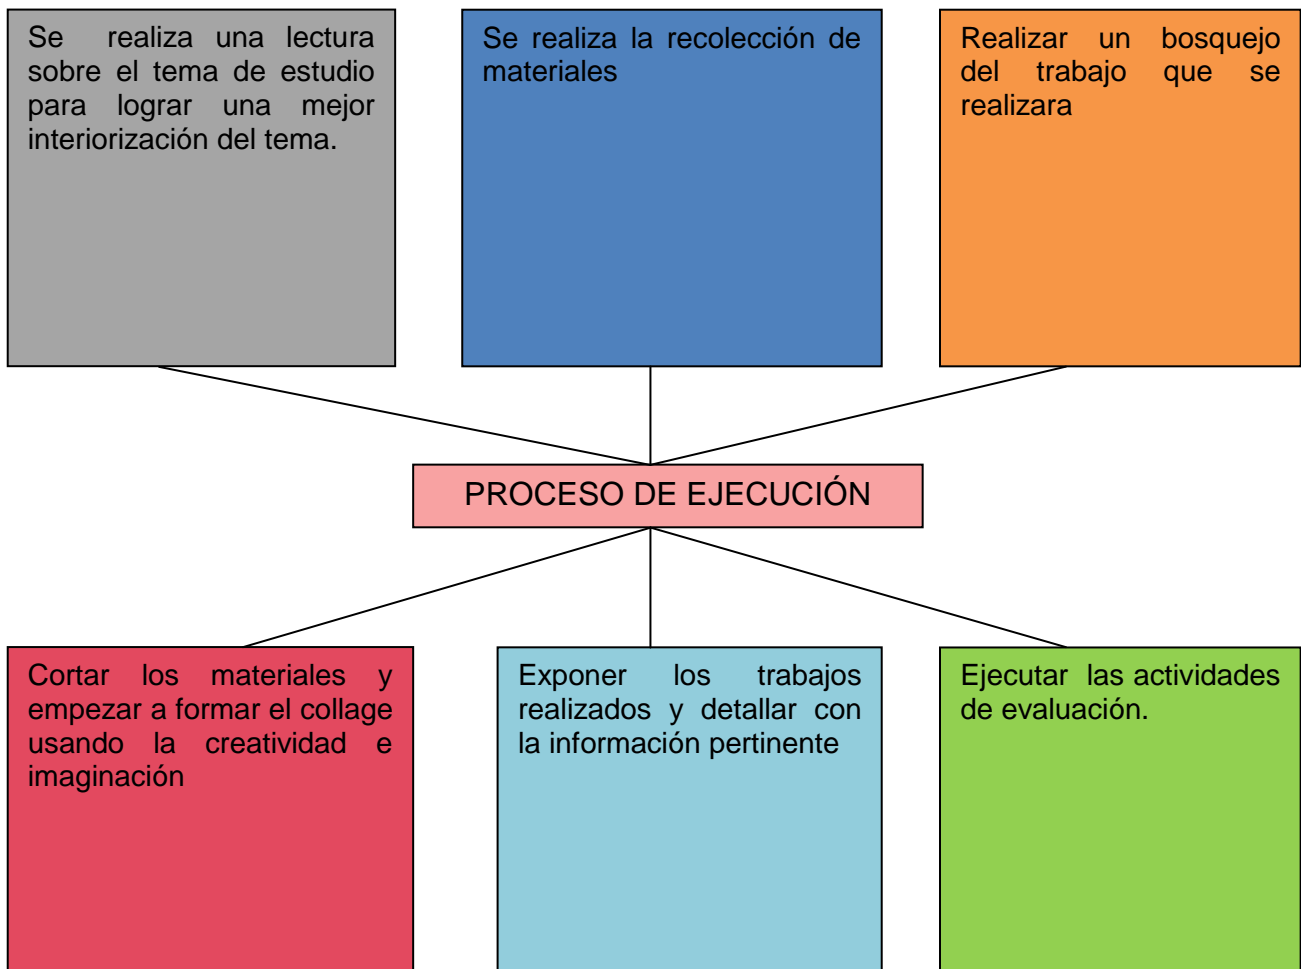 Se realiza una lectura
sobre el tema de estudio
para lograr una mejor
interiorización del tema.
Se realiza la recolección de
materiales
Realizar un bosquejo
del trabajo que se
realizara
PROCESO DE EJECUCIÓN
Cortar los materiales y
empezar a formar el collage
usando la creatividad e
imaginación
Exponer los trabajos
realizados y detallar con
la información pertinente
Ejecutar las actividades
de evaluación.